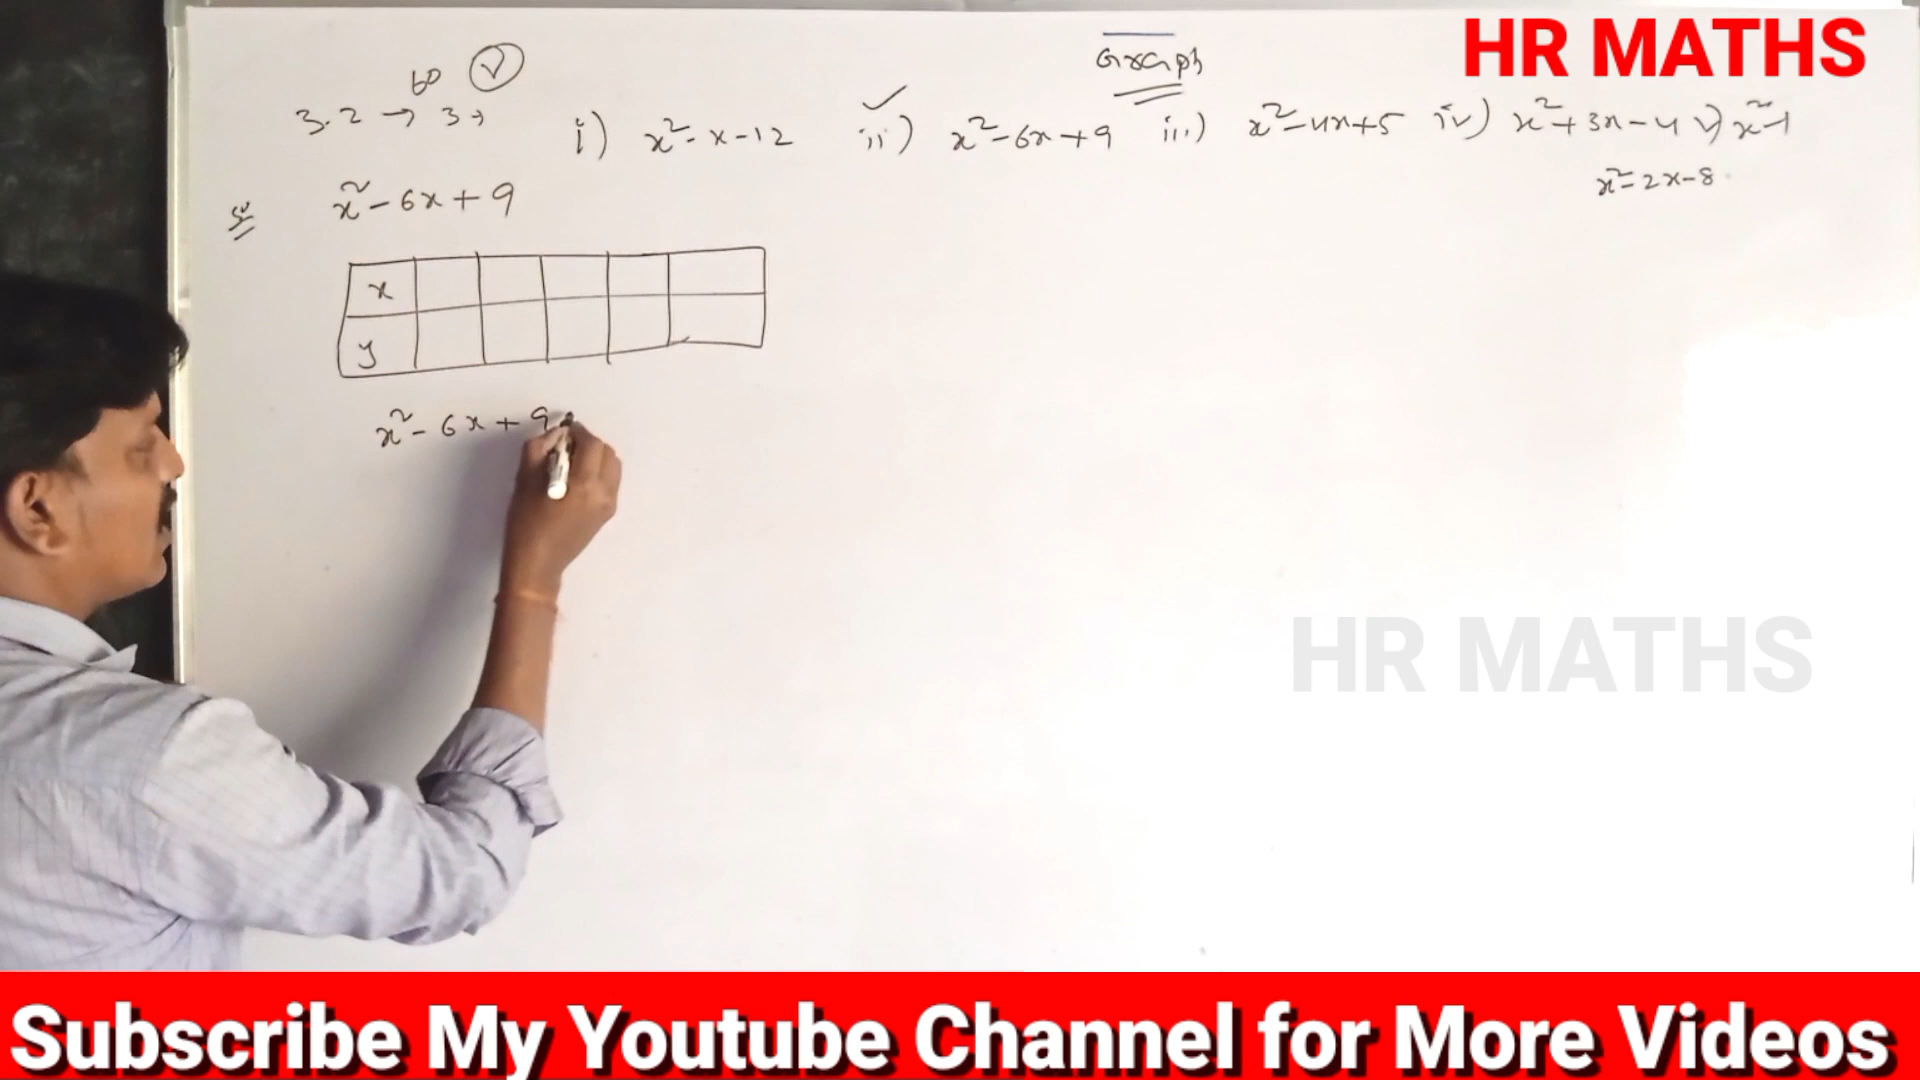 HR MATHS
Graph
60 V
3.2 → 3 →
i) x² - x - 12 ii) x² - 6x + 9 iii) x² - 4x + 5 iv) x² + 3x - 4 v) x² - 1
x² - 2x - 8
x² - 6x + 9
x
y
x² - 6x + 9
HR MATHS
Subscribe My Youtube Channel for More Videos